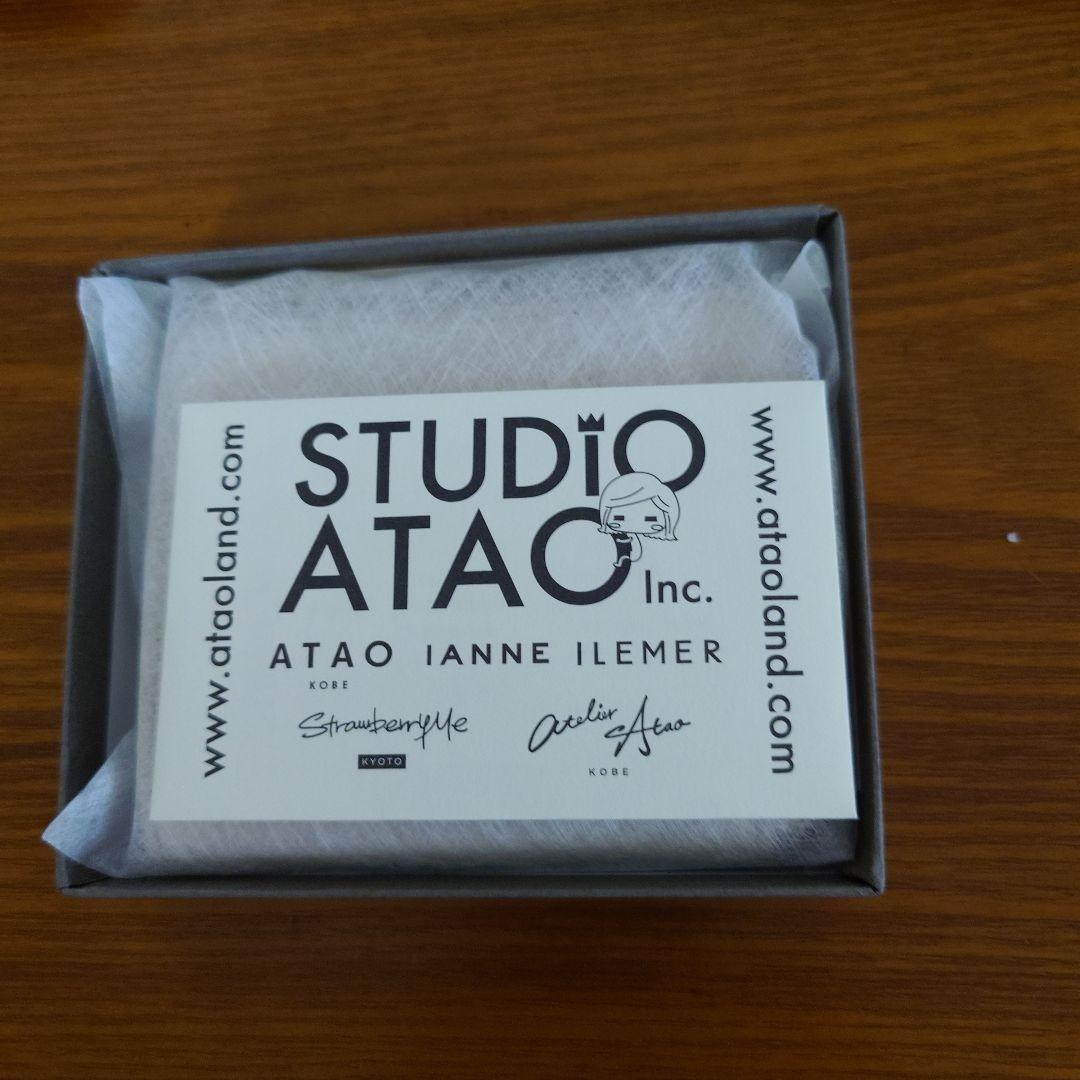 www.ataoland.com
STUDiO
ATAO Inc.
ATAO IANNE ILEMER
KOBE
StrawberryMe
KYOTO
atelier Atao
KOBE
www.ataoland.com